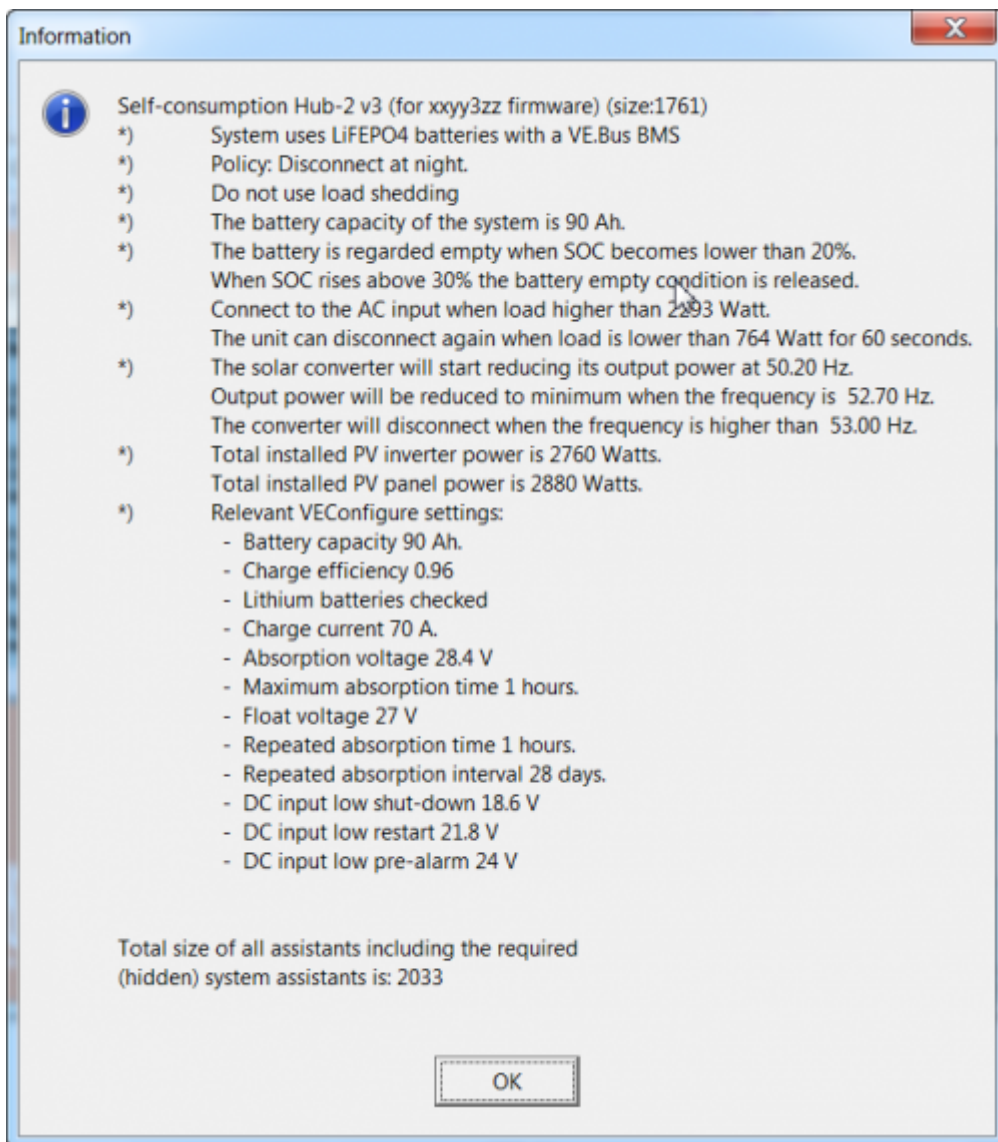 Information
Self-consumption Hub-2 v3 (for xxyy3zz firmware) (size:1761)
*) System uses LiFEPO4 batteries with a VE.Bus BMS
*) Policy: Disconnect at night.
*) Do not use load shedding
*) The battery capacity of the system is 90 Ah.
*) The battery is regarded empty when SOC becomes lower than 20%.
When SOC rises above 30% the battery empty condition is released.
*) Connect to the AC input when load higher than 2293 Watt.
The unit can disconnect again when load is lower than 764 Watt for 60 seconds.
*) The solar converter will start reducing its output power at 50.20 Hz.
Output power will be reduced to minimum when the frequency is 52.70 Hz.
The converter will disconnect when the frequency is higher than 53.00 Hz.
*) Total installed PV inverter power is 2760 Watts.
Total installed PV panel power is 2880 Watts.
*) Relevant VEConfigure settings:
- Battery capacity 90 Ah.
- Charge efficiency 0.96
- Lithium batteries checked
- Charge current 70 A.
- Absorption voltage 28.4 V
- Maximum absorption time 1 hours.
- Float voltage 27 V
- Repeated absorption time 1 hours.
- Repeated absorption interval 28 days.
- DC input low shut-down 18.6 V
- DC input low restart 21.8 V
- DC input low pre-alarm 24 V
Total size of all assistants including the required
(hidden) system assistants is: 2033
OK